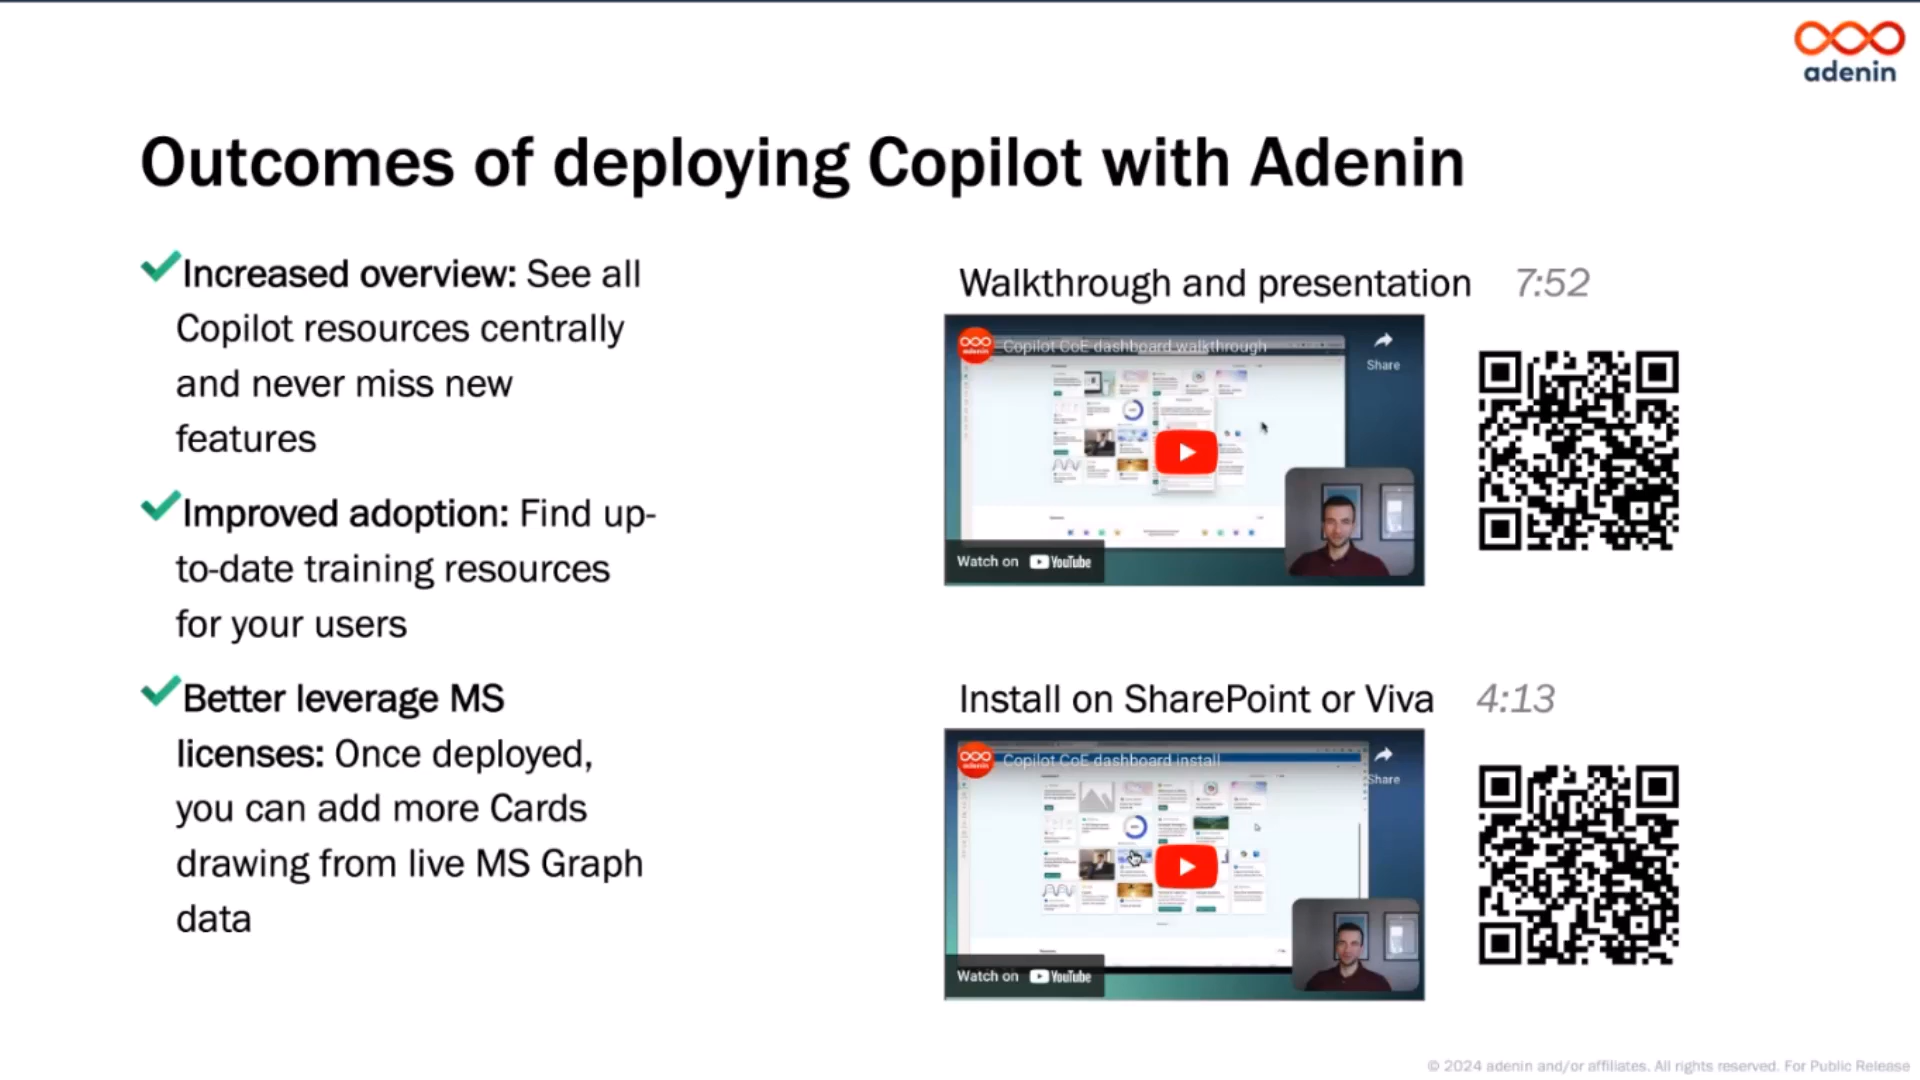 adenin
Outcomes of deploying Copilot with Adenin
Increased overview: See all
Copilot resources centrally
and never miss new
features
Improved adoption: Find up-
to-date training resources
for your users
Better leverage MS
licenses: Once deployed,
you can add more Cards
drawing from live MS Graph
data
Walkthrough and presentation 7:52
adenin
Copilot CoE dashboard walkthrough
Share
Watch on YouTube
Install on SharePoint or Viva 4:13
adenin
Copilot CoE dashboard install
Share
Watch on YouTube
© 2024 adenin and/or affiliates. All rights reserved. For Public Release